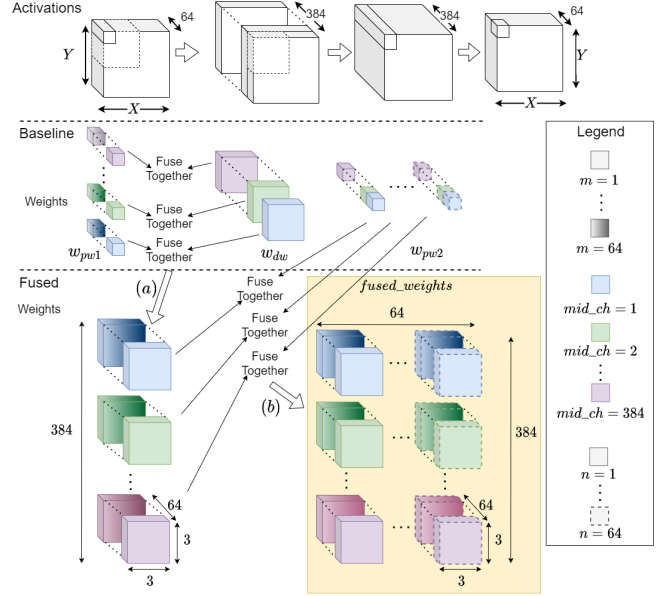 Activations
64
Y
X
384
384
64
Y
X
Baseline
Fuse
Together
Weights
Fuse
Together
Fuse
Together
w_pw1
w_dw
w_pw2
Legend
m = 1
m = 64
mid_ch = 1
mid_ch = 2
mid_ch = 384
n = 1
n = 64
Fused
(a)
Weights
Fuse
Together
Fuse
Together
Fuse
Together
(b)
384
64
3
3
fused_weights
64
384
64
3
3